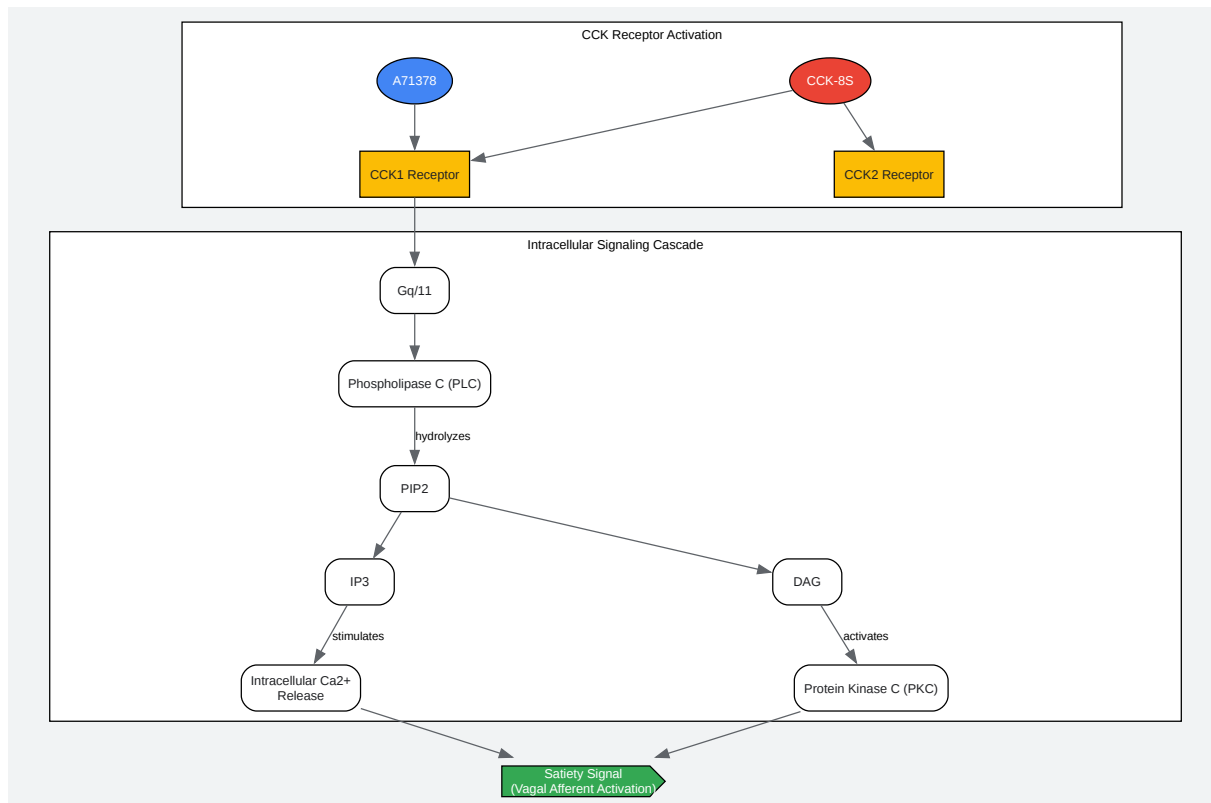 CCK Receptor Activation
A71378
CCK-8S
CCK1 Receptor
CCK2 Receptor
Intracellular Signaling Cascade
Gq/11
Phospholipase C (PLC)
hydrolyzes
PIP2
IP3
DAG
stimulates
activates
Intracellular Ca2+
Release
Protein Kinase C (PKC)
Satiety Signal
(Vagal Afferent Activation)